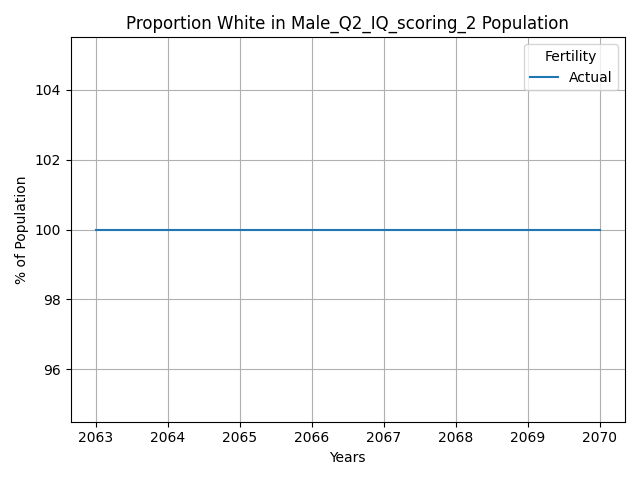 Proportion White in Male_Q2_IQ_scoring_2 Population
Fertility
Actual
104
102
100
98
96
% of Population
2063 2064 2065 2066 2067 2068 2069 2070
Years